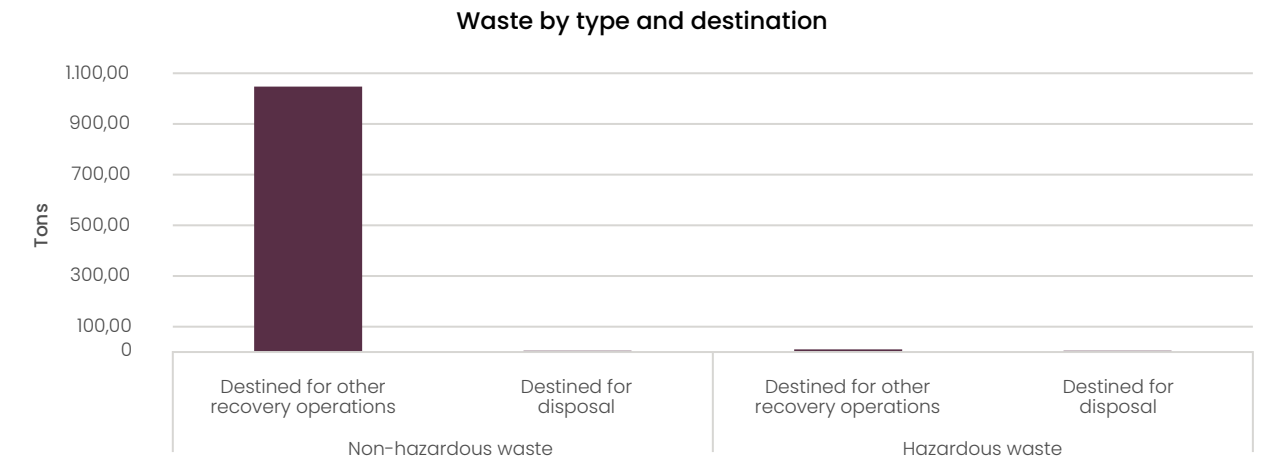 Waste by type and destination
Tons
1.100,00
900,00
700,00
500,00
300,00
100,00
0
Destined for other
recovery operations
Destined for
disposal
Destined for other
recovery operations
Destined for
disposal
Non-hazardous waste
Hazardous waste